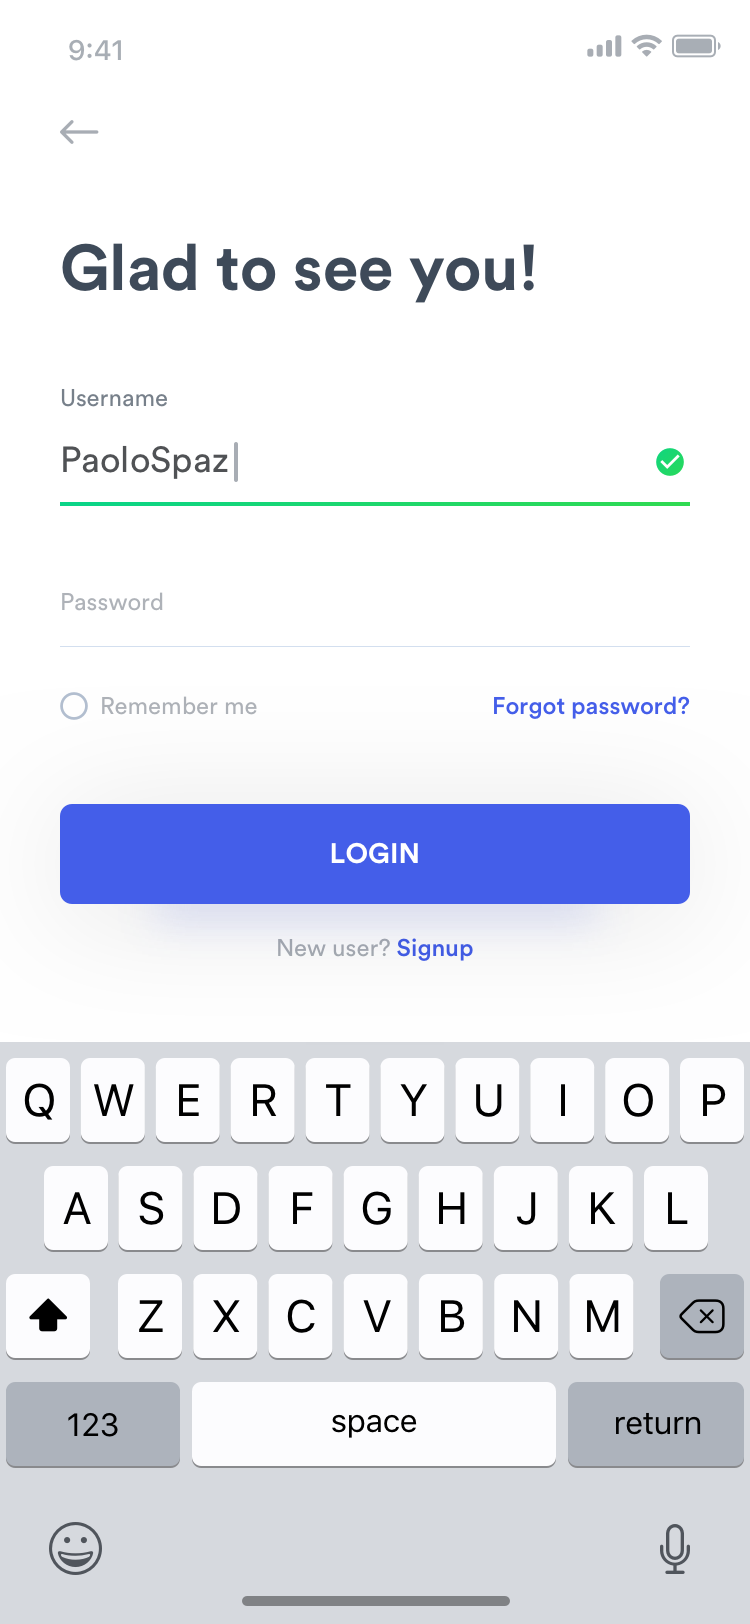 9:41
Glad to see you!
Username
PaoloSpaz
Password
Remember me Forgot password?
LOGIN
New user? Signup
Q W E R T Y U I O P
A S D F G H J K L
Z X C V B N M
123 space return